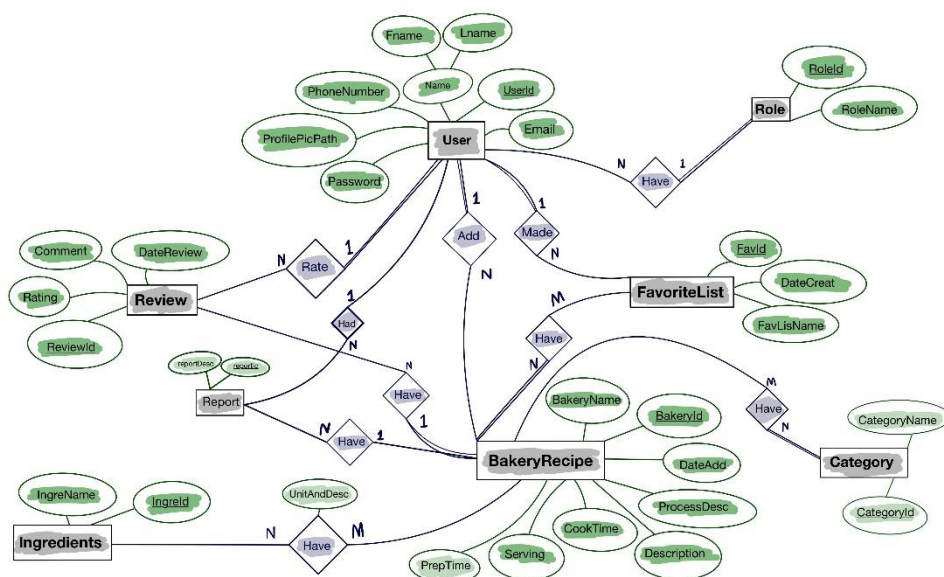 Fname
Lname
Name
PhoneNumber
UserId
ProfilePicPath
User
Email
Password
RoleId
Role
RoleName
N
Have
1
1
Rate
N
1
Add
N
1
Made
N
Comment
DateReview
Rating
Review
ReviewId
1
Had
N
FavId
FavoriteList
DateCreat
FavLisName
M
Have
N
reportDesc
Report
N
Have
1
N
Have
1
BakeryName
BakeryId
BakeryRecipe
DateAdd
ProcessDesc
CookTime
Description
Serving
PrepTime
M
Have
N
CategoryName
Category
CategoryId
IngreName
IngreId
Ingredients
N
UnitAndDesc
Have
M